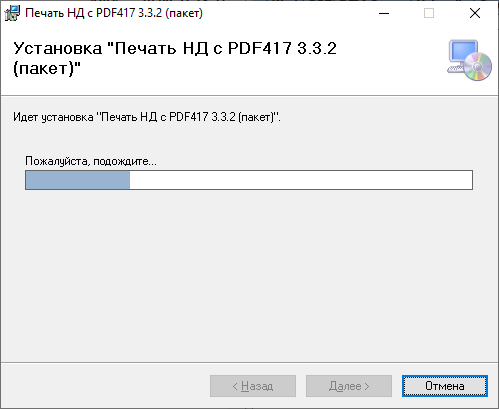 Печать НД с PDF417 3.3.2 (пакет)
Установка "Печать НД с PDF417 3.3.2
(пакет)"
Идет установка "Печать НД с PDF417 3.3.2 (пакет)".
Пожалуйста, подождите...
< Назад
Далее >
Отмена